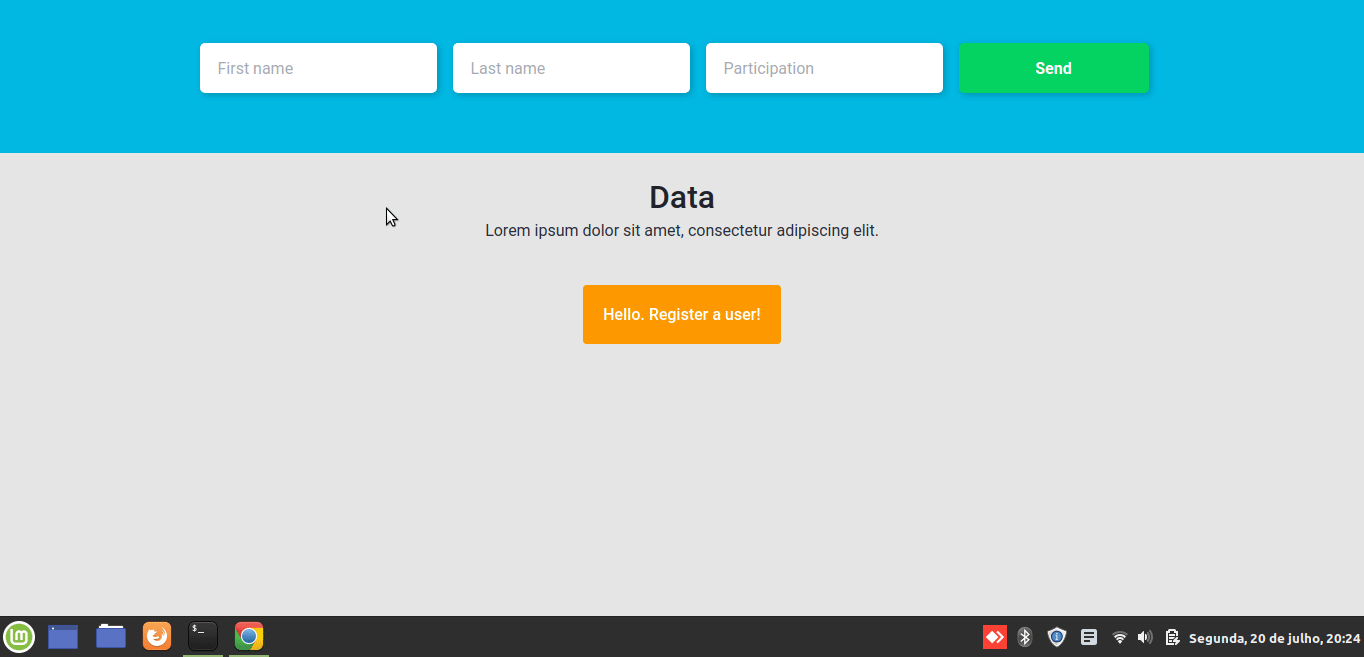 First name Last name Participation Send
Data
Lorem ipsum dolor sit amet, consectetur adipiscing elit.
Hello. Register a user!
$_
Segunda, 20 de julho, 20:24